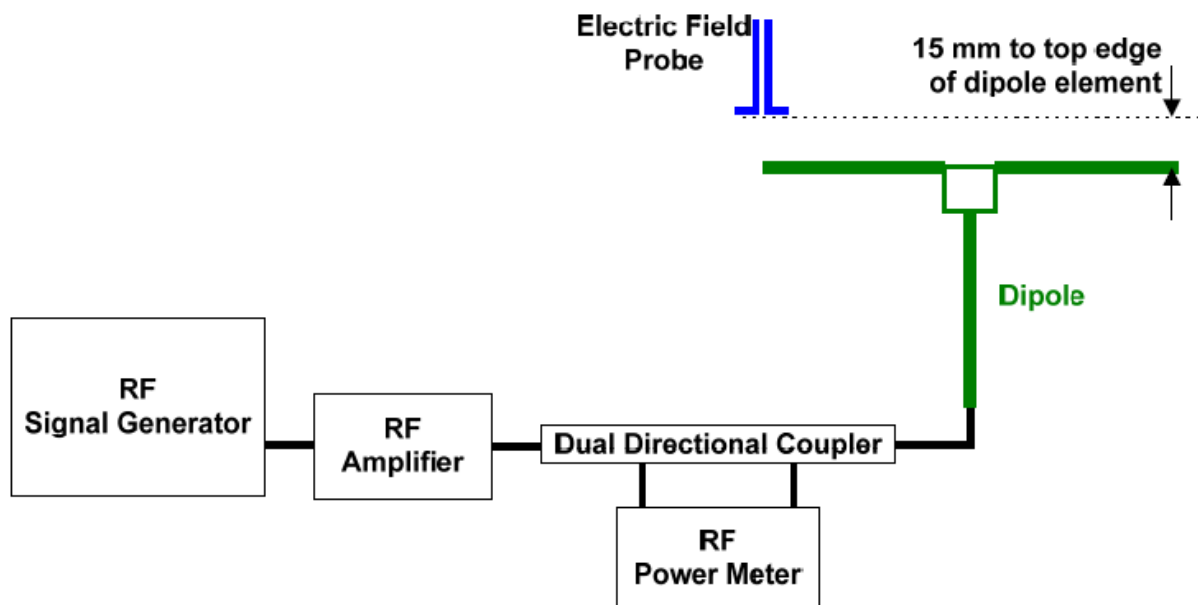 Electric Field
Probe
15 mm to top edge
of dipole element
Dipole
RF
Signal Generator
RF
Amplifier
Dual Directional Coupler
RF
Power Meter